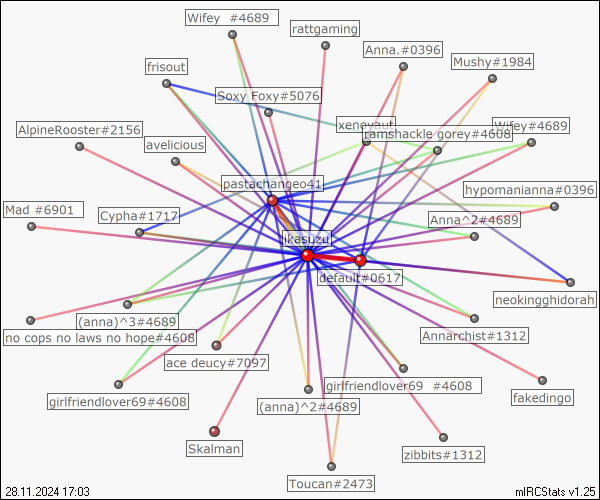 Wifey  #4689
rattgaming
Anna.#0396
Mushy#1984
frisout
Soxy Foxy#5076
AlpineRooster#2156
avelicious
xenoyaut
ramshackle gorey#4608
Wifey#4689
pastachangeo41
hypomanianna#0396
Mad #6901
Cypha#1717
Anna^2#4689
ikasuzu
default#0617
neokingghidorah
(anna)^3#4689
no cops no laws no hope#4608
Annarchist#1312
ace deucy#7097
girlfriendlover69  #4608
girlfriendlover69#4608
(anna)^2#4689
fakedingo
Skalman
zibbits#1312
Toucan#2473
28.11.2024 17:03
mIRCStats v1.25